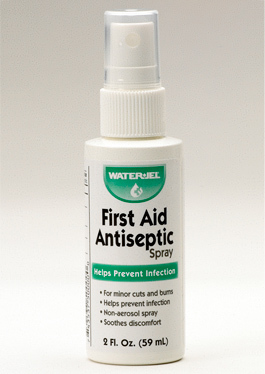 WATER·JEL
First Aid
Antiseptic
Spray
Helps Prevent Infection
• For minor cuts and burns
• Helps prevent infection
• Non-aerosol spray
• Soothes discomfort
2 Fl. Oz. (59 mL)